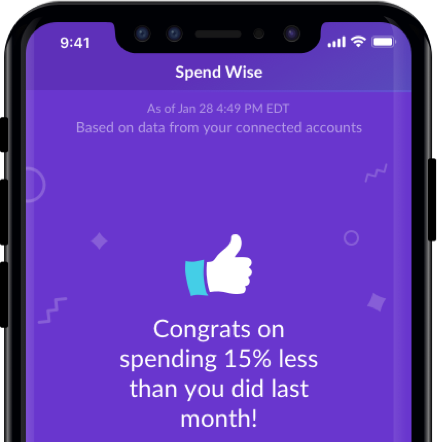 9:41
Spend Wise
As of Jan 28 4:49 PM EDT
Based on data from your connected accounts
Congrats on
spending 15% less
than you did last
month!